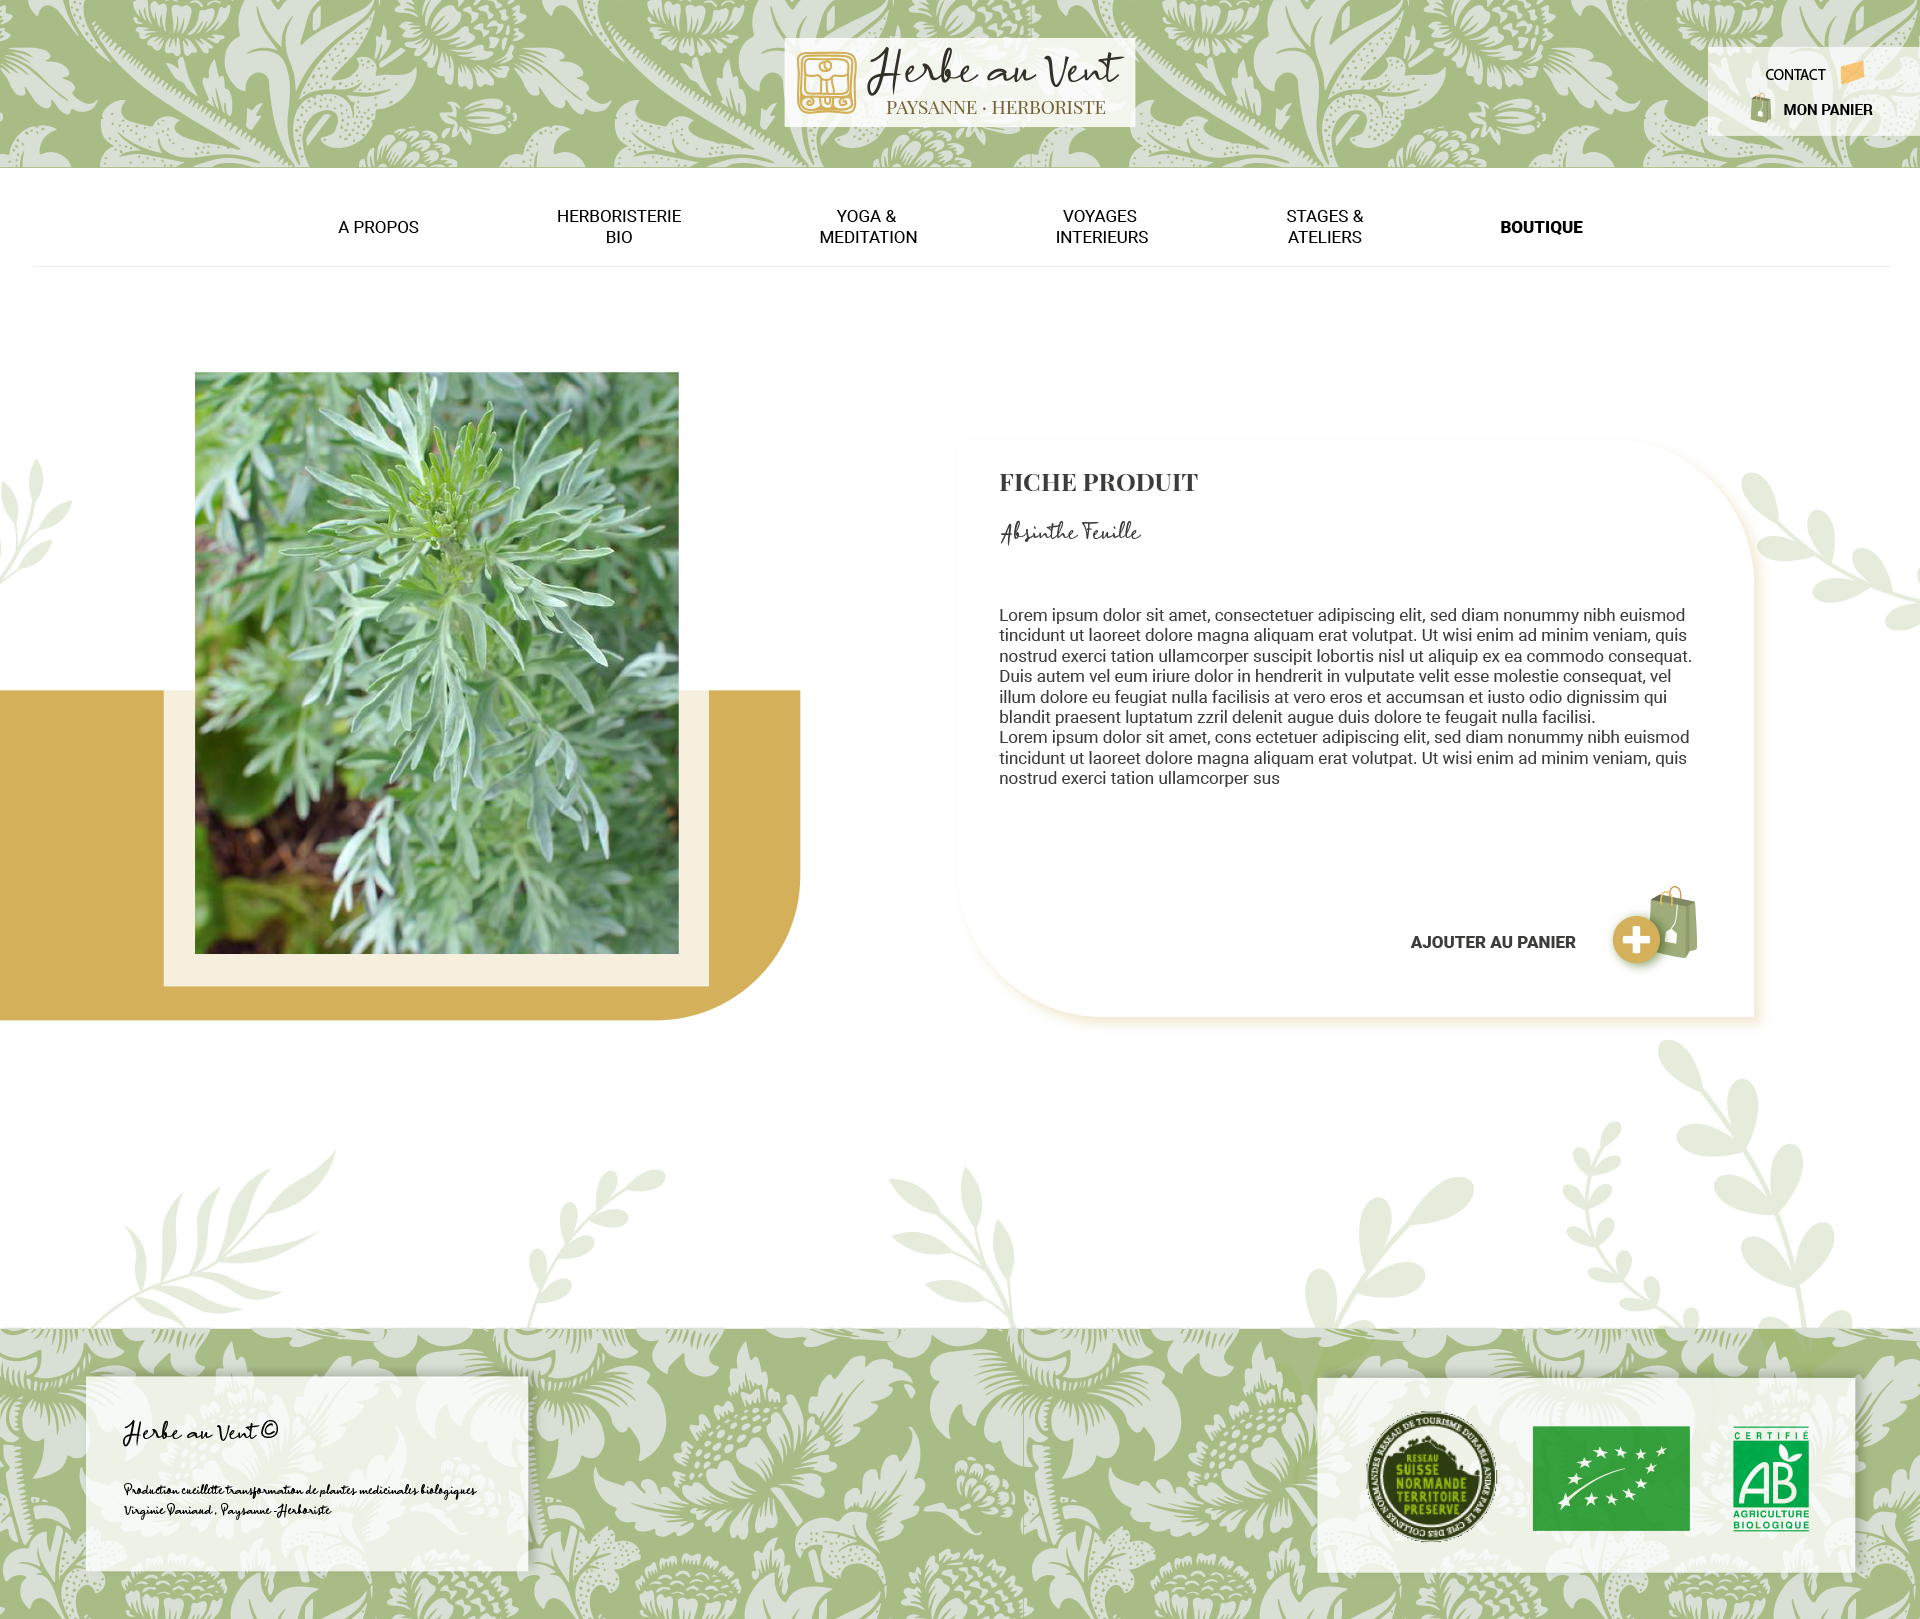 Herbe au Vent
PAYSANNE · HERBORISTE
CONTACT
MON PANIER
A PROPOS
HERBORISTERIE
BIO
YOGA &
MEDITATION
VOYAGES
INTERIEURS
STAGES &
ATELIERS
BOUTIQUE
FICHE PRODUIT
Absinthe Feuille
Lorem ipsum dolor sit amet, consectetuer adipiscing elit, sed diam nonummy nibh euismod
tincidunt ut laoreet dolore magna aliquam erat volutpat. Ut wisi enim ad minim veniam, quis
nostrud exerci tation ullamcorper suscipit lobortis nisl ut aliquip ex ea commodo consequat.
Duis autem vel eum iriure dolor in hendrerit in vulputate velit esse molestie consequat, vel
illum dolore eu feugiat nulla facilisis at vero eros et accumsan et iusto odio dignissim qui
blandit praesent luptatum zzril delenit augue duis dolore te feugait nulla facilisi.
Lorem ipsum dolor sit amet, cons ectetuer adipiscing elit, sed diam nonummy nibh euismod
tincidunt ut laoreet dolore magna aliquam erat volutpat. Ut wisi enim ad minim veniam, quis
nostrud exerci tation ullamcorper sus
AJOUTER AU PANIER
Herbe au Vent ©
Production cueillette transformation de plantes medicinales biologiques
Virginie Daniaud, Paysanne -Herboriste
RESEAU DE TOURISME DURABLE ANIME PAR LE CPIE DES COLLINES NORMANDES
RESEAU
SUISSE
NORMANDE
TERRITOIRE
PRESERVE
CERTIFIÉ
AB
AGRICULTURE
BIOLOGIQUE